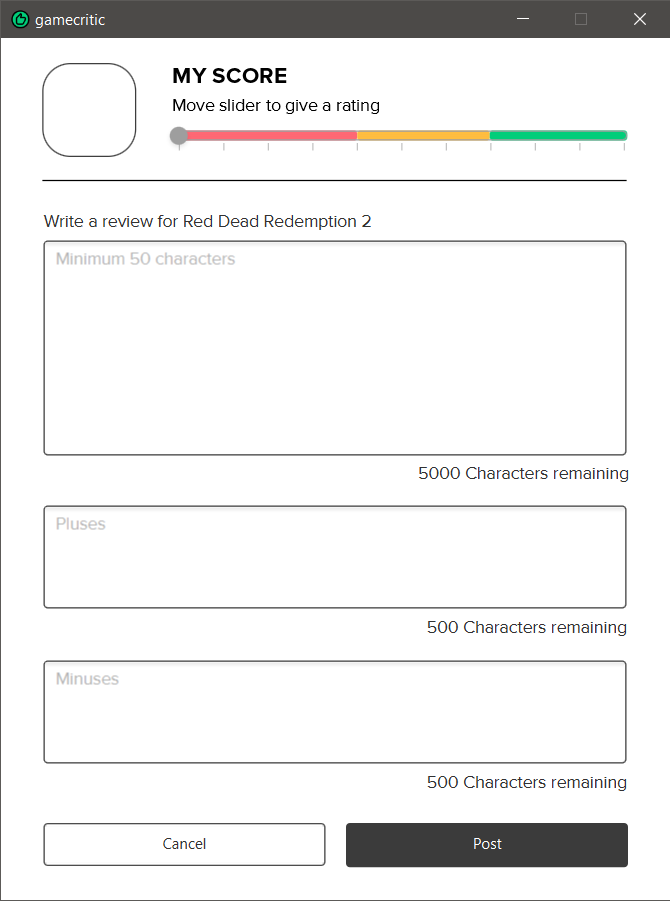 gamecritic
MY SCORE
Move slider to give a rating
Write a review for Red Dead Redemption 2
Minimum 50 characters
5000 Characters remaining
Pluses
500 Characters remaining
Minuses
500 Characters remaining
Cancel
Post